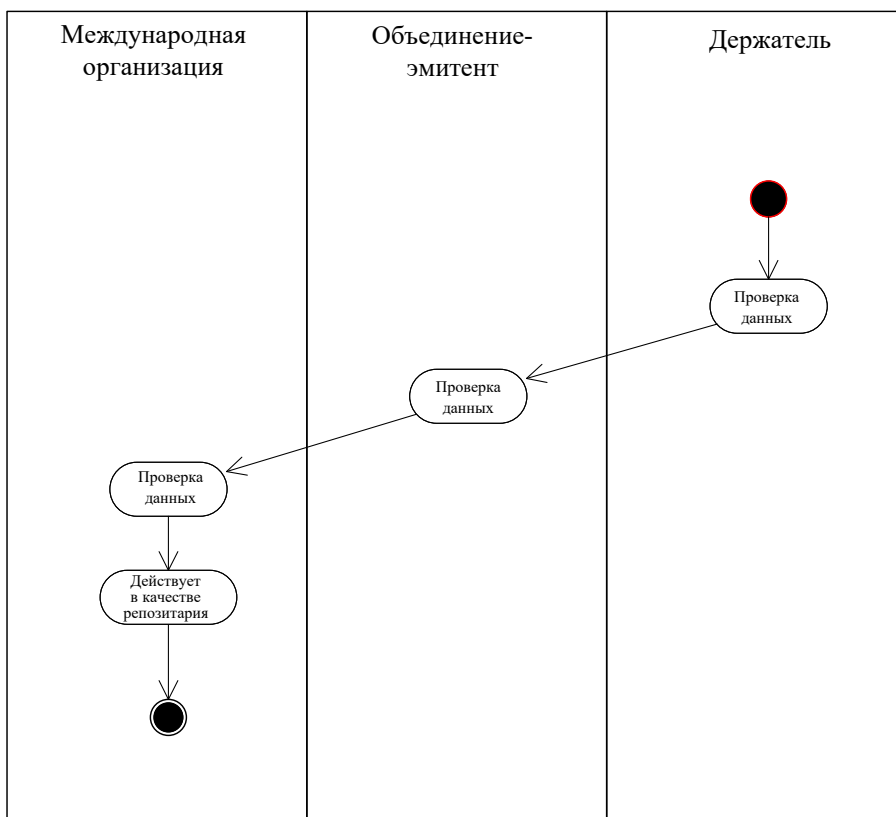 Международная
организация
Объединение-
эмитент
Держатель
Проверка
данных
Проверка
данных
Проверка
данных
Действует
в качестве
репозитария